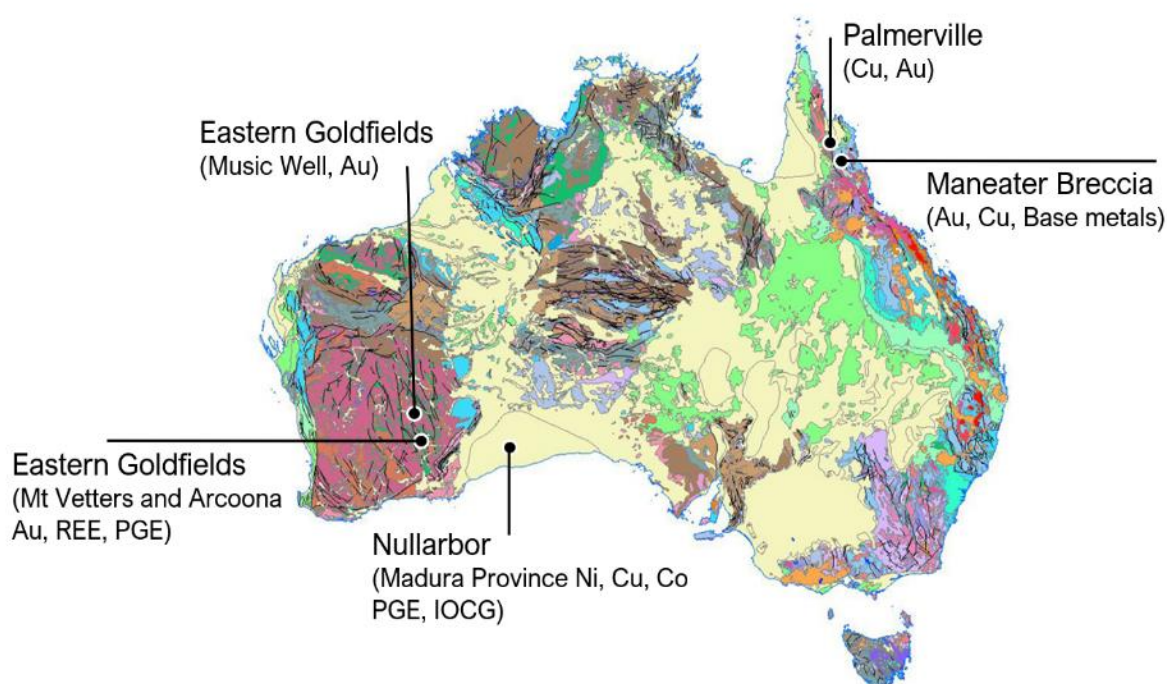 Palmerville
(Cu, Au)
Eastern Goldfields
(Music Well, Au)
Maneater Breccia
(Au, Cu, Base metals)
Eastern Goldfields
(Mt Vetters and Arcoona
Au, REE, PGE)
Nullarbor
(Madura Province Ni, Cu, Co
PGE, IOCG)